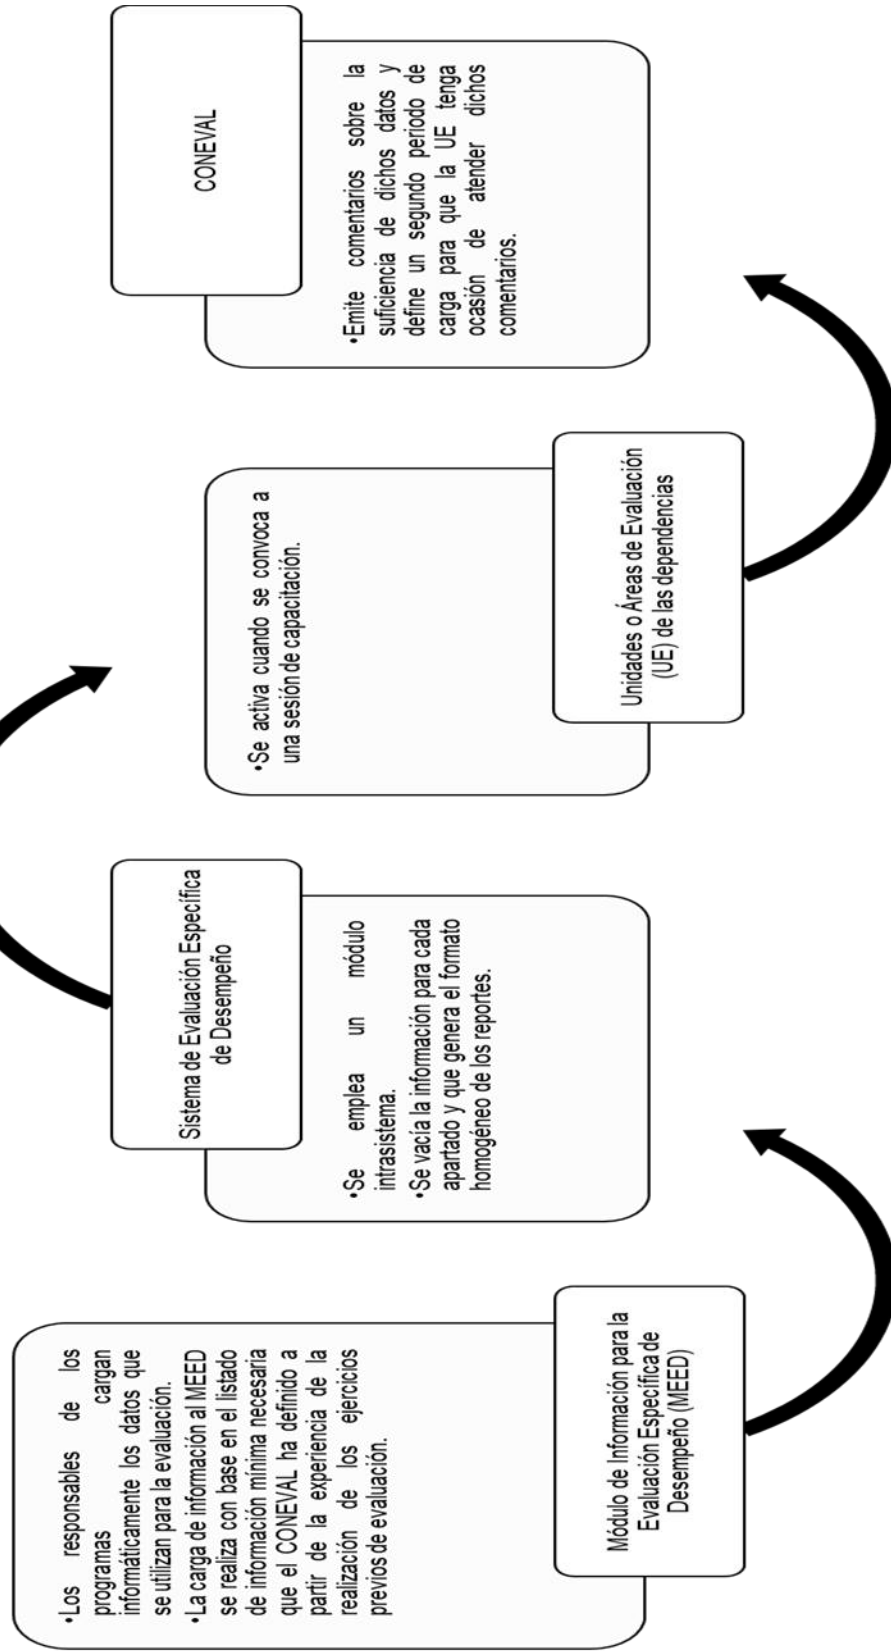 •Los responsables de los
programas cargan
informáticamente los datos que
se utilizan para la evaluación.
•La carga de información al MEED
se realiza con base en el listado
de información mínima necesaria
que el CONEVAL ha definido a
partir de la experiencia de la
realización de los ejercicios
previos de evaluación.
Módulo de Información para la
Evaluación Específica de
Desempeño (MEED)
Sistema de Evaluación Específica
de Desempeño
•Se emplea un módulo
intrasistema.
•Se vacía la información para cada
apartado y que genera el formato
homogéneo de los reportes.
•Se activa cuando se convoca a
una sesión de capacitación.
Unidades o Áreas de Evaluación
(UE) de las dependencias
CONEVAL
•Emite comentarios sobre la
suficiencia de dichos datos y
define un segundo periodo de
carga para que la UE tenga
ocasión de atender dichos
comentarios.